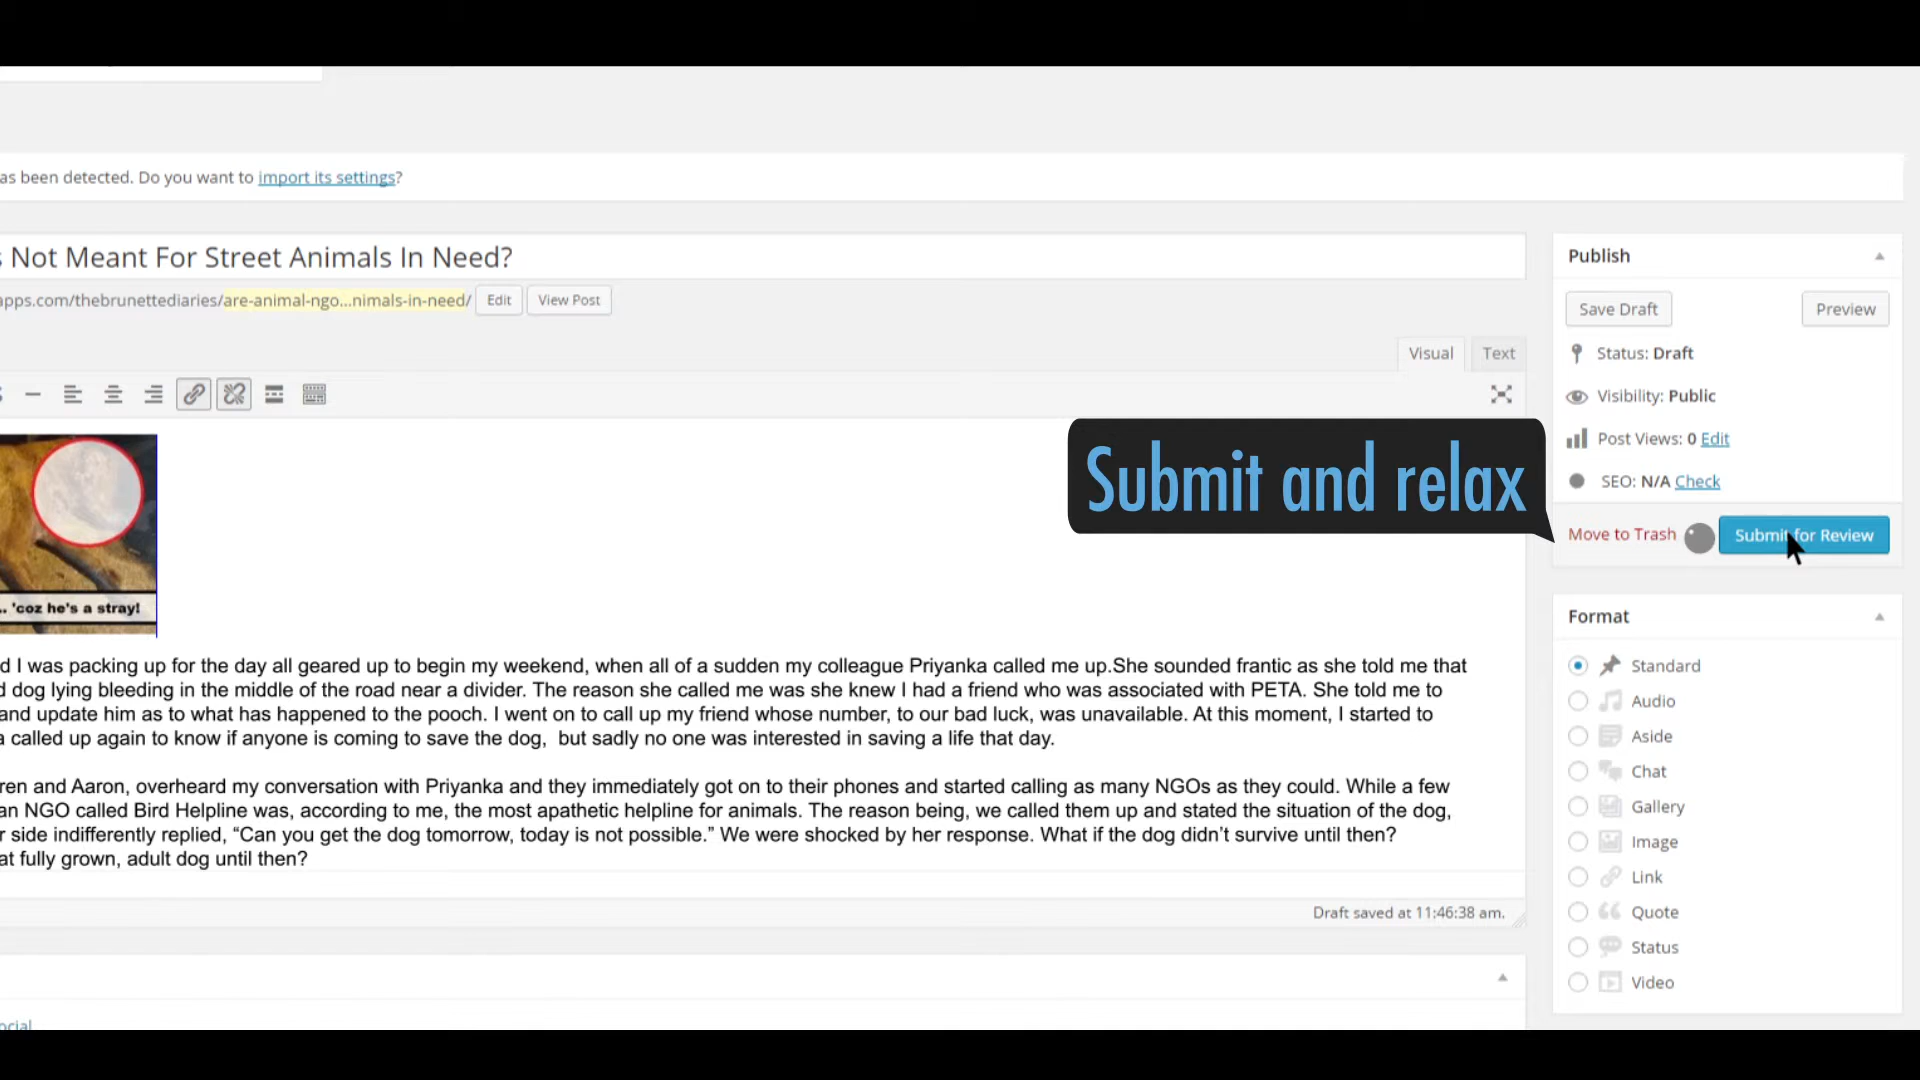 as been detected. Do you want to import its settings?
Not Meant For Street Animals In Need?
apps.com/thebrunettediaries/are-animal-ngo...nimals-in-need/ Edit View Post
Visual Text
.. 'coz he's a stray!
d I was packing up for the day all geared up to begin my weekend, when all of a sudden my colleague Priyanka called me up.She sounded frantic as she told me that
d dog lying bleeding in the middle of the road near a divider. The reason she called me was she knew I had a friend who was associated with PETA. She told me to
and update him as to what has happened to the pooch. I went on to call up my friend whose number, to our bad luck, was unavailable. At this moment, I started to
a called up again to know if anyone is coming to save the dog,  but sadly no one was interested in saving a life that day.
ren and Aaron, overheard my conversation with Priyanka and they immediately got on to their phones and started calling as many NGOs as they could. While a few
an NGO called Bird Helpline was, according to me, the most apathetic helpline for animals. The reason being, we called them up and stated the situation of the dog,
r side indifferently replied, “Can you get the dog tomorrow, today is not possible.” We were shocked by her response. What if the dog didn’t survive until then?
at fully grown, adult dog until then?
Draft saved at 11:46:38 am.
Submit and relax
Publish
Save Draft Preview
Status: Draft
Visibility: Public
Post Views: 0 Edit
SEO: N/A Check
Move to Trash Submit for Review
Format
Standard
Audio
Aside
Chat
Gallery
Image
Link
Quote
Status
Video